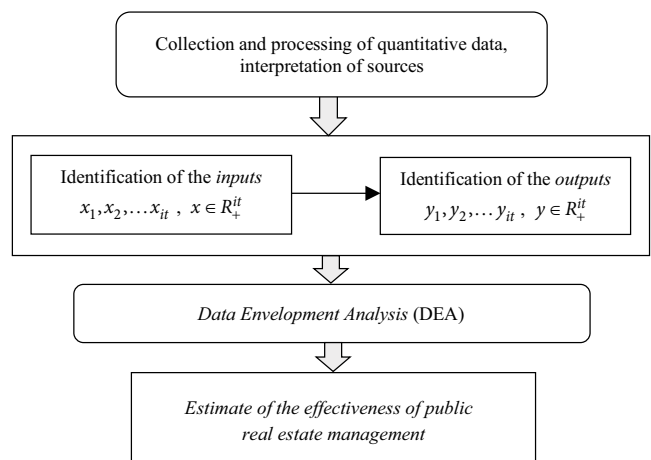 Collection and processing of quantitative data,
interpretation of sources
Identification of the inputs
x₁, x₂, … xᵢₜ , x ∈ R₊ⁱᵗ
Identification of the outputs
y₁, y₂, … yᵢₜ , y ∈ R₊ⁱᵗ
Data Envelopment Analysis (DEA)
Estimate of the effectiveness of public
real estate management